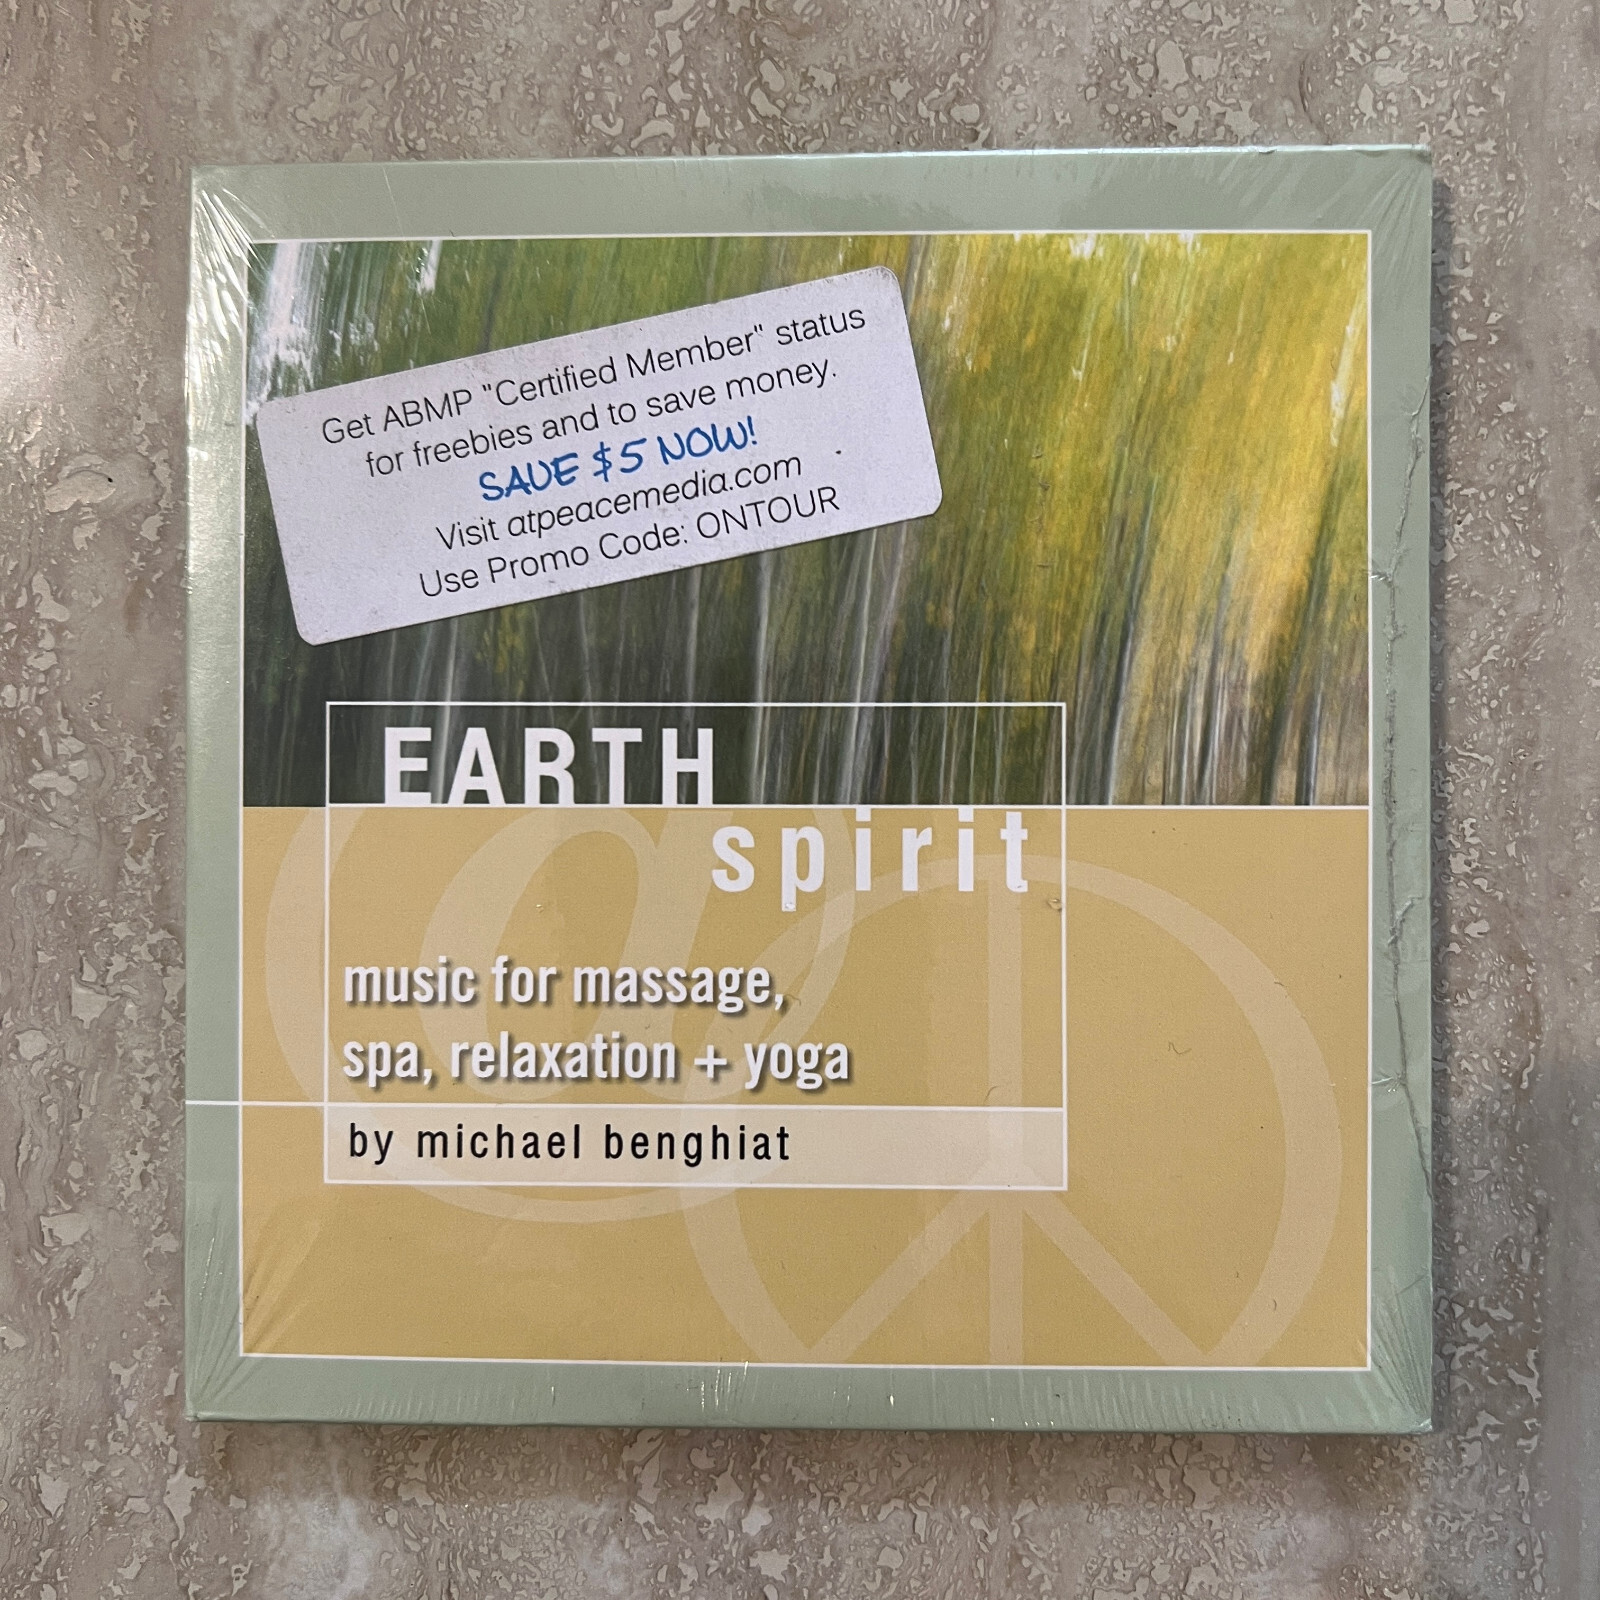 Get ABMP "Certified Member" status
for freebies and to save money.
SAVE $5 NOW!
Visit atpeacemedia.com
Use Promo Code: ONTOUR
EARTH
spirit
music for massage,
spa, relaxation + yoga
by michael benghiat